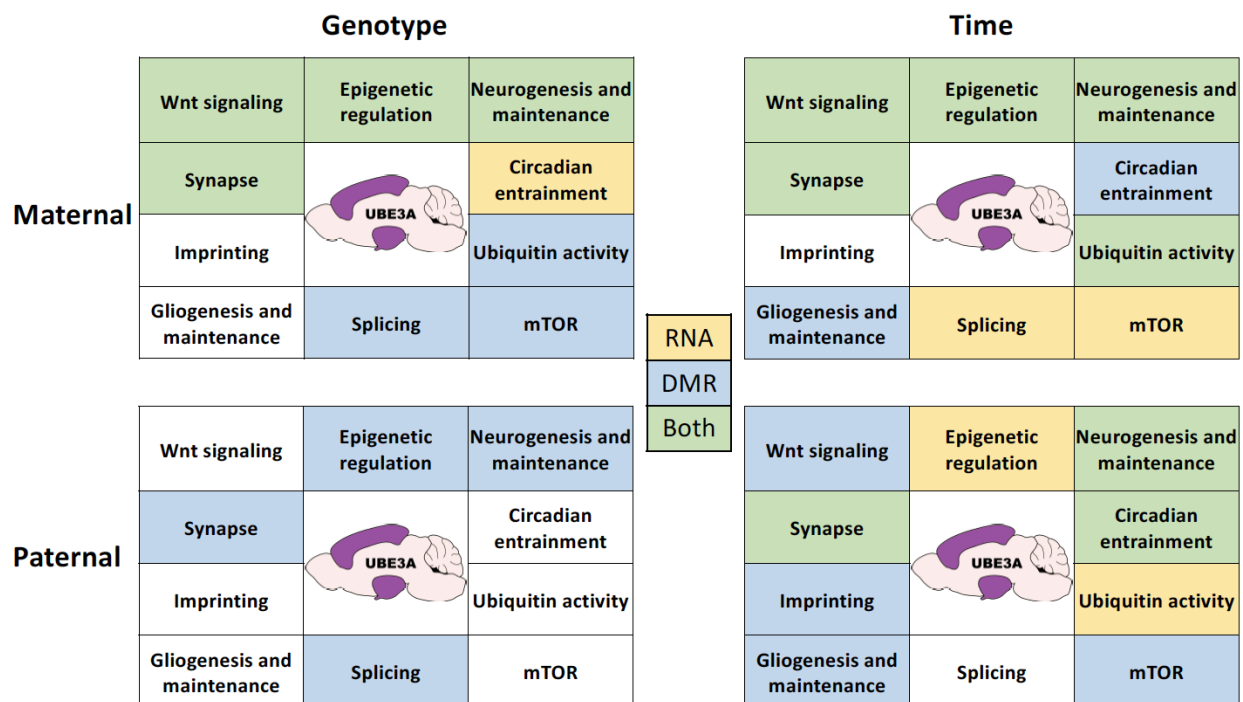 Genotype
Time
Maternal
Wnt signaling
Epigenetic
regulation
Neurogenesis and
maintenance
Synapse
UBE3A
Circadian
entrainment
Imprinting
Ubiquitin activity
Gliogenesis and
maintenance
Splicing
mTOR
Wnt signaling
Epigenetic
regulation
Neurogenesis and
maintenance
Synapse
UBE3A
Circadian
entrainment
Imprinting
Ubiquitin activity
Gliogenesis and
maintenance
Splicing
mTOR
RNA
DMR
Both
Paternal
Wnt signaling
Epigenetic
regulation
Neurogenesis and
maintenance
Synapse
UBE3A
Circadian
entrainment
Imprinting
Ubiquitin activity
Gliogenesis and
maintenance
Splicing
mTOR
Wnt signaling
Epigenetic
regulation
Neurogenesis and
maintenance
Synapse
UBE3A
Circadian
entrainment
Imprinting
Ubiquitin activity
Gliogenesis and
maintenance
Splicing
mTOR